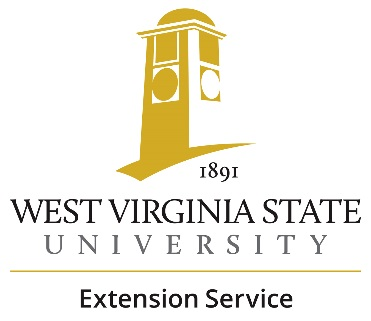 1891
WEST VIRGINIA STATE
UNIVERSITY
Extension Service